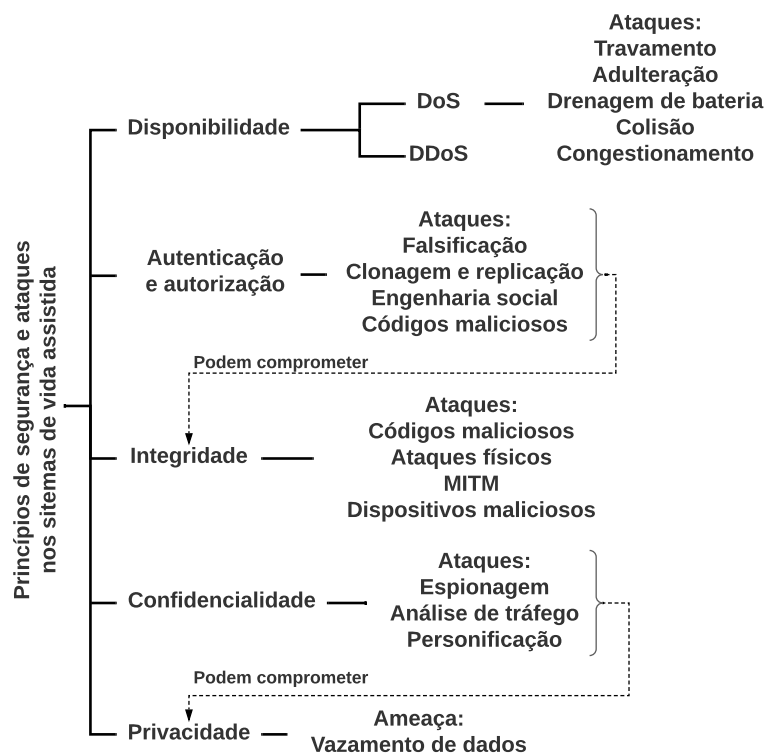 Princípios de segurança e ataques
nos sitemas de vida assistida
Disponibilidade
DoS
DDoS
Ataques:
Travamento
Adulteração
Drenagem de bateria
Colisão
Congestionamento
Autenticação
e autorização
Ataques:
Falsificação
Clonagem e replicação
Engenharia social
Códigos maliciosos
Podem comprometer
Integridade
Ataques:
Códigos maliciosos
Ataques físicos
MITM
Dispositivos maliciosos
Confidencialidade
Ataques:
Espionagem
Análise de tráfego
Personificação
Podem comprometer
Privacidade
Ameaça:
Vazamento de dados